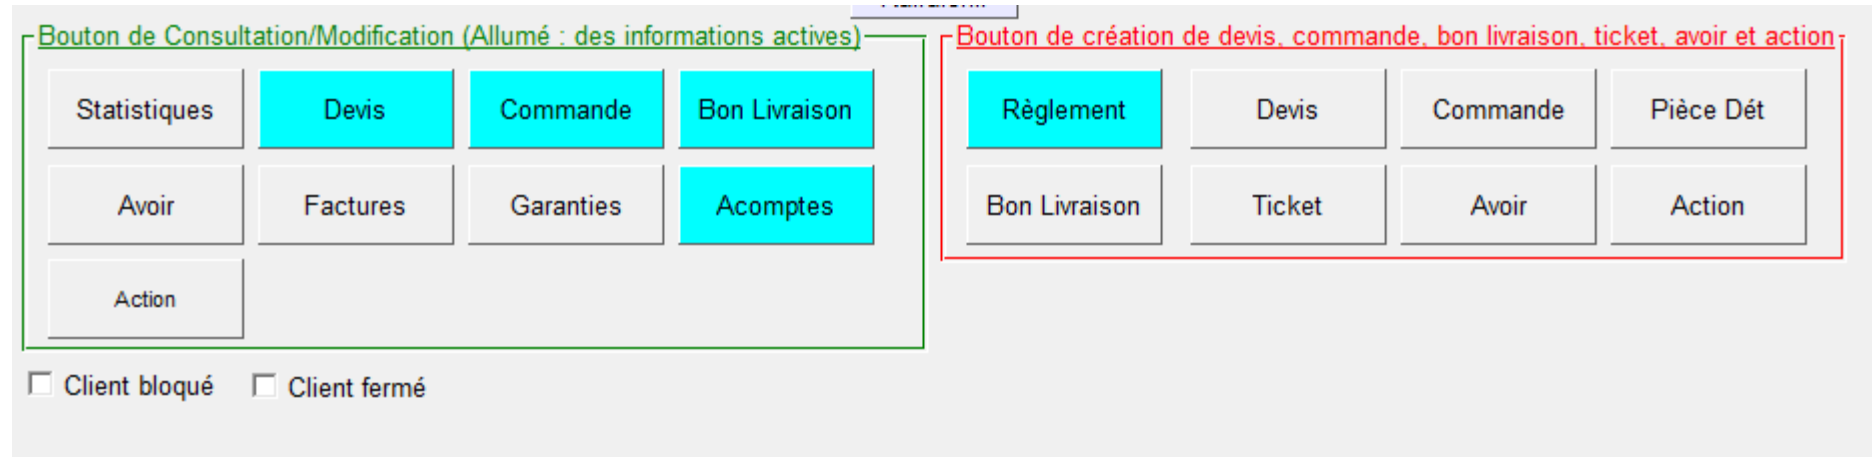 Bouton de Consultation/Modification (Allumé : des informations actives)
Statistiques Devis Commande Bon Livraison
Avoir Factures Garanties Acomptes
Action
Bouton de création de devis, commande, bon livraison, ticket, avoir et action
Règlement Devis Commande Pièce Dét
Bon Livraison Ticket Avoir Action
Client bloqué Client fermé